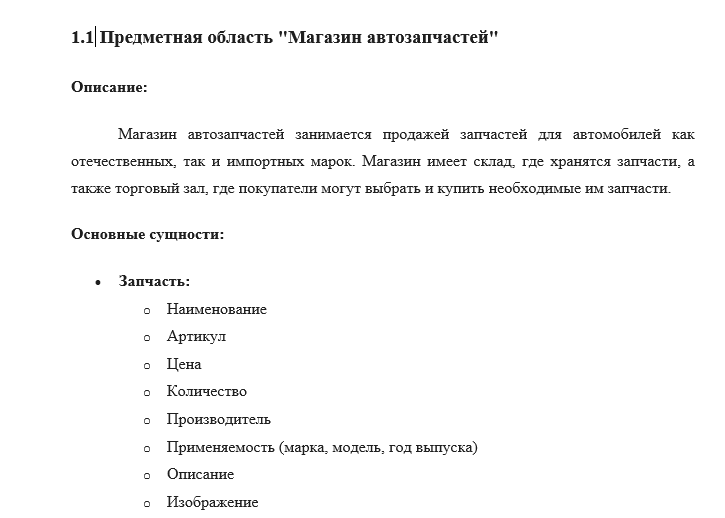 1.1 Предметная область "Магазин автозапчастей"
Описание:
Магазин автозапчастей занимается продажей запчастей для автомобилей как
отечественных, так и импортных марок. Магазин имеет склад, где хранятся запчасти, а
также торговый зал, где покупатели могут выбрать и купить необходимые им запчасти.
Основные сущности:
• Запчасть:
o Наименование
o Артикул
o Цена
o Количество
o Производитель
o Применяемость (марка, модель, год выпуска)
o Описание
o Изображение